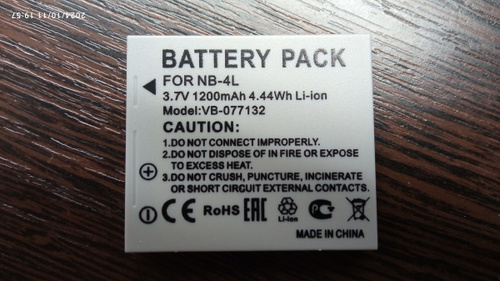 2024/10/11 19:57
BATTERY PACK
FOR NB-4L
3.7V 1200mAh 4.44Wh Li-ion
Model:VB-077132
CAUTION:
1.DO NOT CONNECT IMPROPERLY.
2.DO NOT DISPOSE OF IN FIRE OR EXPOSE
TO EXCESS HEAT.
3.DO NOT CRUSH, PUNCTURE, INCINERATE
OR SHORT CIRCUIT EXTERNAL CONTACTS.
CE RoHS EAC Li-ion
MADE IN CHINA